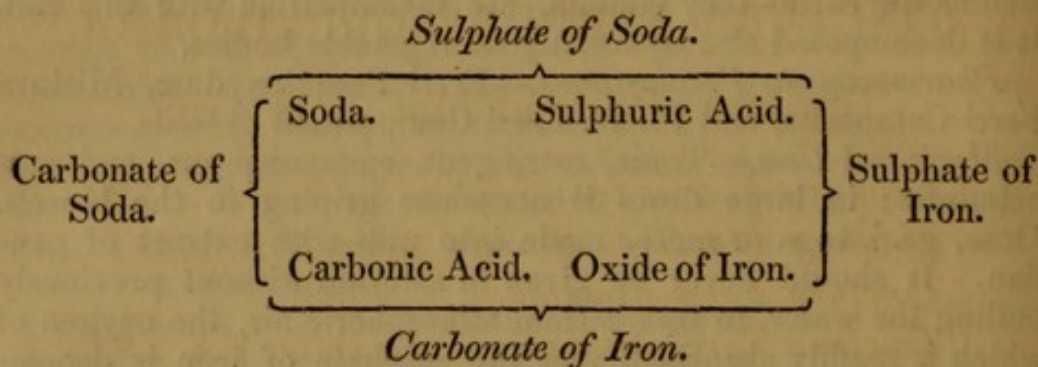 Sulphate of Soda.
Soda. Sulphuric Acid.
Carbonate of Soda.
Sulphate of Iron.
Carbonic Acid. Oxide of Iron.
Carbonate of Iron.